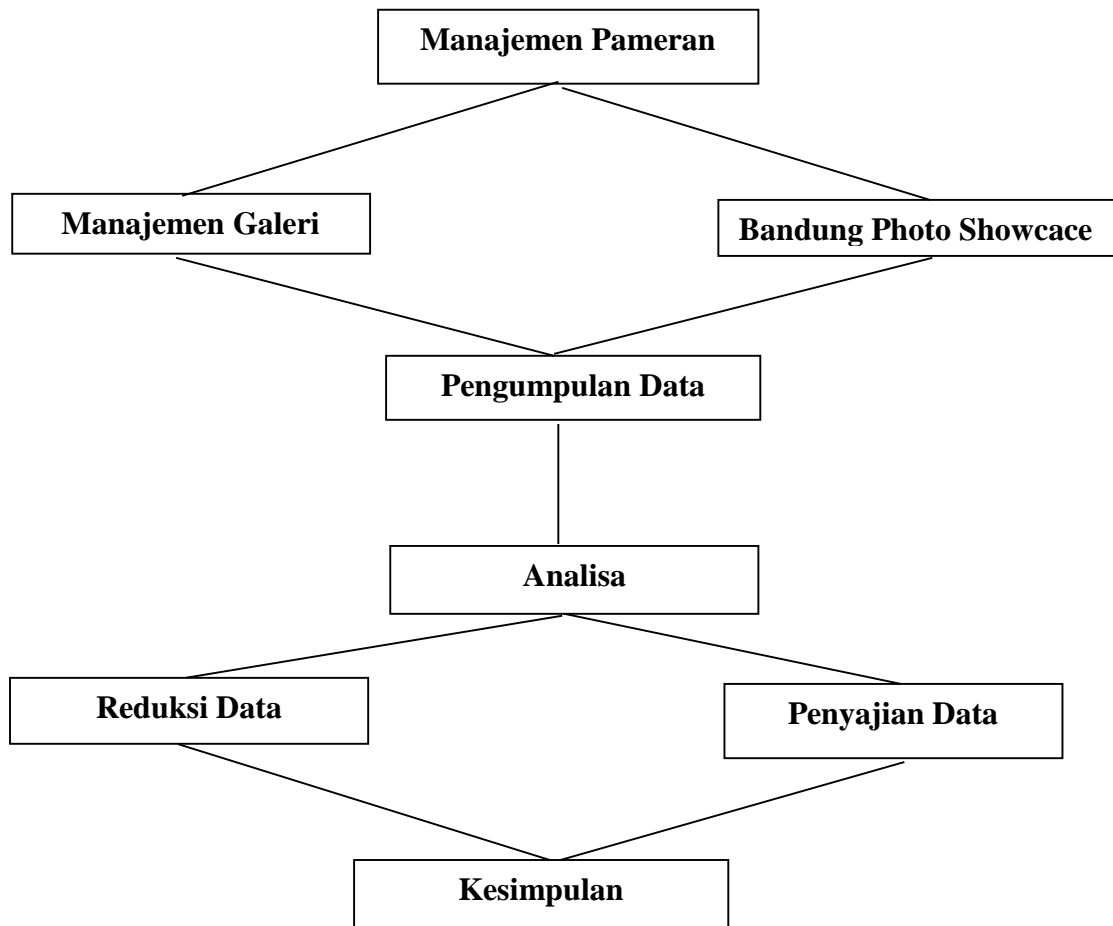 Manajemen Pameran
Manajemen Galeri
Bandung Photo Showcace
Pengumpulan Data
Analisa
Reduksi Data
Penyajian Data
Kesimpulan